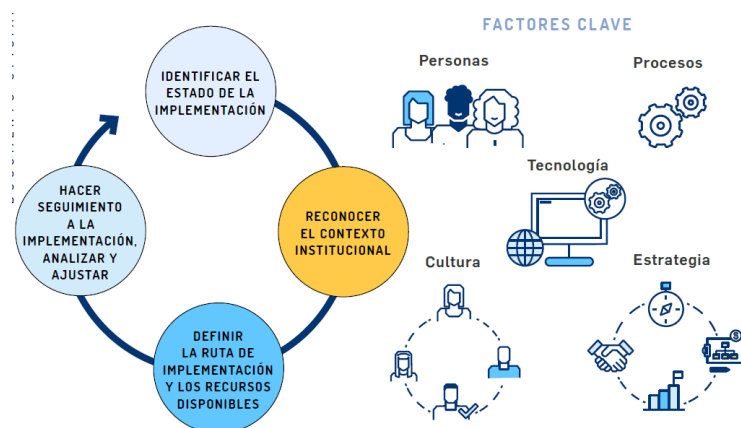 FACTORES CLAVE
IDENTIFICAR EL
ESTADO DE LA
IMPLEMENTACIÓN
RECONOCER
EL CONTEXTO
INSTITUCIONAL
DEFINIR
LA RUTA DE
IMPLEMENTACIÓN
Y LOS RECURSOS
DISPONIBLES
HACER
SEGUIMIENTO
A LA
IMPLEMENTACIÓN,
ANALIZAR Y
AJUSTAR
Personas
Procesos
Tecnología
Cultura
Estrategia
S